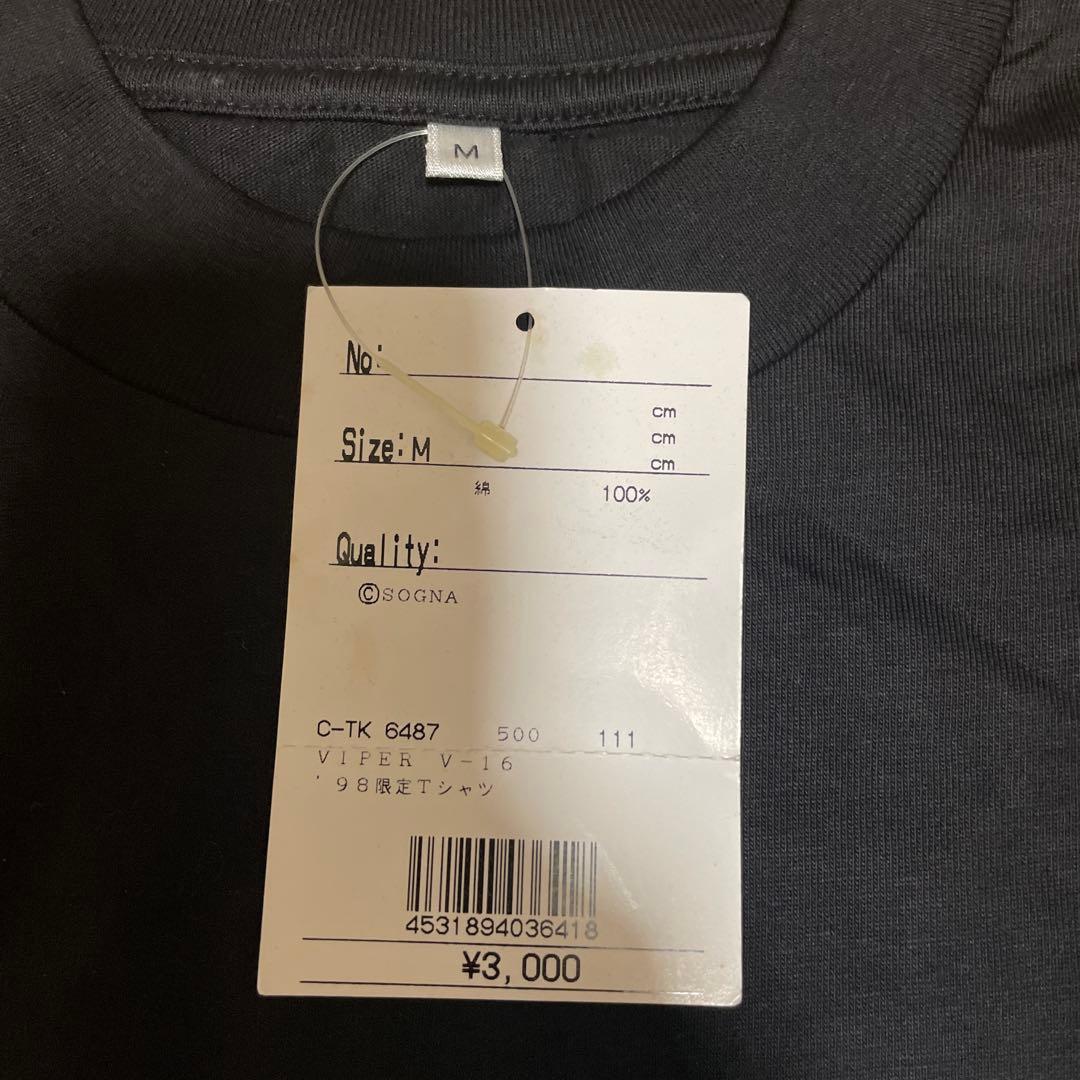 M
No:
cm
cm
Size:M cm
綿 100%
Quality:
©SOGNA
C-TK 6487 500 111
VIPER V-16
'98限定Tシャツ
4531894036418
¥3,000